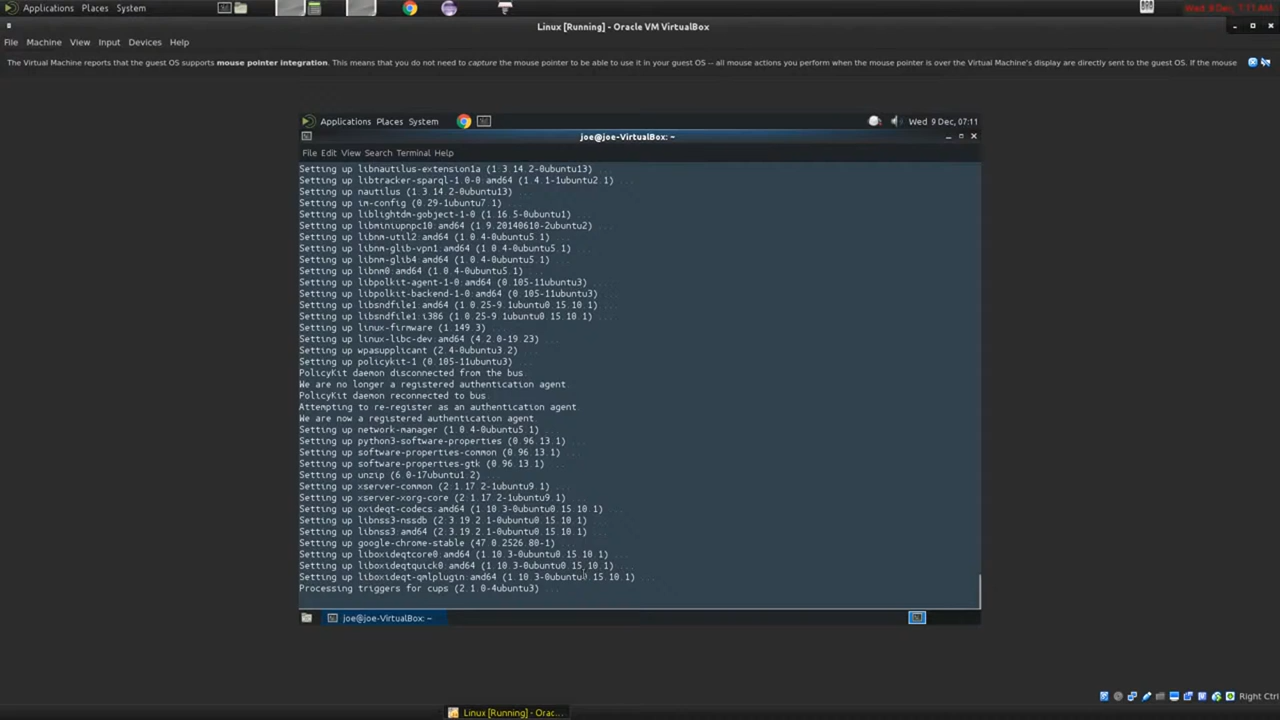 Applications Places System
Wed 9 Dec, 7:11 AM
Linux [Running] - Oracle VM VirtualBox
File Machine View Input Devices Help
The Virtual Machine reports that the guest OS supports mouse pointer integration. This means that you do not need to capture the mouse pointer to be able to use it in your guest OS -- all mouse actions you perform when the mouse pointer is over the Virtual Machine's display are directly sent to the guest OS. If the mouse
Applications Places System
Wed 9 Dec, 07:11
joe@joe-VirtualBox: ~
File Edit View Search Terminal Help
Setting up libnautilus-extension1a (1:3.14.2-0ubuntu13) ...
Setting up libtracker-sparql-1.0-0:amd64 (1.4.1-1ubuntu2.1) ...
Setting up nautilus (1:3.14.2-0ubuntu13) ...
Setting up im-config (0.29-1ubuntu7.1) ...
Setting up liblightdm-gobject-1-0 (1.16.5-0ubuntu1) ...
Setting up libminiupnpc10:amd64 (1.9.20140610-2ubuntu2) ...
Setting up libnm-util2:amd64 (1.0.4-0ubuntu5.1) ...
Setting up libnm-glib-vpn1:amd64 (1.0.4-0ubuntu5.1) ...
Setting up libnm-glib4:amd64 (1.0.4-0ubuntu5.1) ...
Setting up libnm0:amd64 (1.0.4-0ubuntu5.1) ...
Setting up libpolkit-agent-1-0:amd64 (0.105-11ubuntu3) ...
Setting up libpolkit-backend-1-0:amd64 (0.105-11ubuntu3) ...
Setting up libsndfile1:amd64 (1.0.25-9.1ubuntu0.15.10.1) ...
Setting up libsndfile1:i386 (1.0.25-9.1ubuntu0.15.10.1) ...
Setting up linux-firmware (1.149.3) ...
Setting up linux-libc-dev:amd64 (4.2.0-19.23) ...
Setting up wpasupplicant (2.4-0ubuntu3.2) ...
Setting up policykit-1 (0.105-11ubuntu3) ...
PolicyKit daemon disconnected from the bus.
We are no longer a registered authentication agent.
PolicyKit daemon reconnected to bus.
Attempting to re-register as an authentication agent.
We are now a registered authentication agent.
Setting up network-manager (1.0.4-0ubuntu5.1) ...
Setting up python3-software-properties (0.96.13.1) ...
Setting up software-properties-common (0.96.13.1) ...
Setting up software-properties-gtk (0.96.13.1) ...
Setting up unzip (6.0-17ubuntu1.2) ...
Setting up xserver-common (2:1.17.2-1ubuntu9.1) ...
Setting up xserver-xorg-core (2:1.17.2-1ubuntu9.1) ...
Setting up oxideqt-codecs:amd64 (1.10.3-0ubuntu0.15.10.1) ...
Setting up libnss3-nssdb (2:3.19.2.1-0ubuntu0.15.10.1) ...
Setting up libnss3:amd64 (2:3.19.2.1-0ubuntu0.15.10.1) ...
Setting up google-chrome-stable (47.0.2526.80-1) ...
Setting up liboxideqtcore0:amd64 (1.10.3-0ubuntu0.15.10.1) ...
Setting up liboxideqtquick0:amd64 (1.10.3-0ubuntu0.15.10.1) ...
Setting up liboxideqt-qmlplugin:amd64 (1.10.3-0ubuntu0.15.10.1) ...
Processing triggers for cups (2.1.0-4ubuntu3) ...
joe@joe-VirtualBox: ~
Right Ctrl
Linux [Running] - Orac...